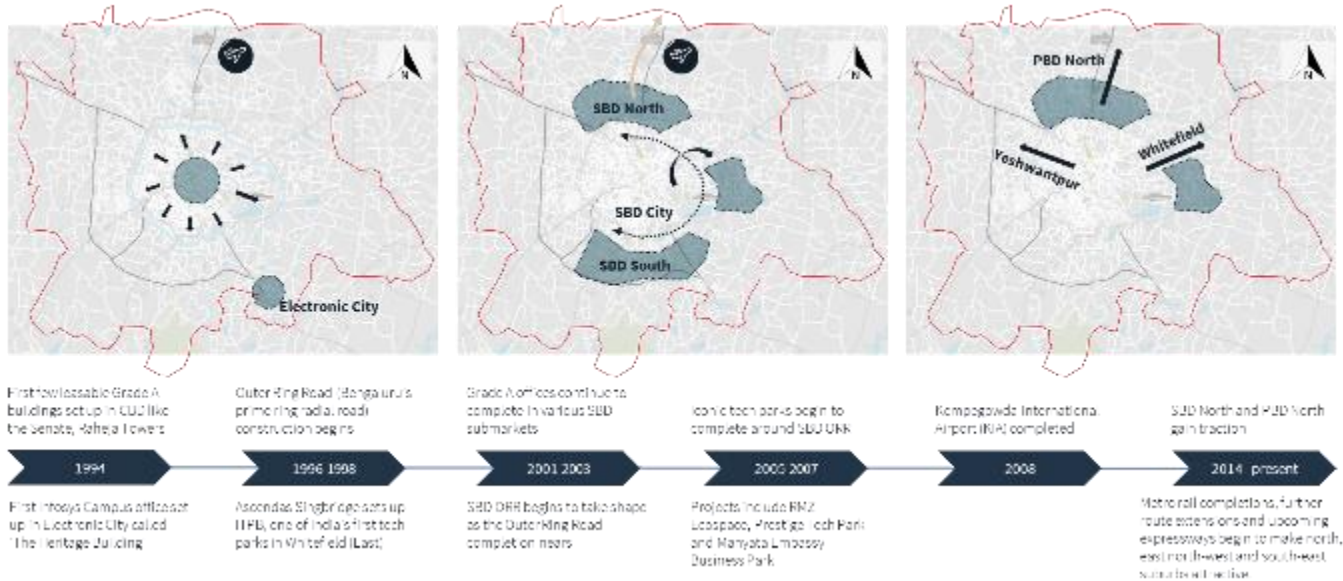 N
Electronic City
SBD North
SBD City
SBD South
N
PBD North
Yeshwantpur
Whitefield
N
First few leasable Grade A
buildings set up in CBD like
the Senate, Raheja Towers
Outer Ring Road (Bengaluru's
prime ring radial road)
construction begins
Grade A offices continue to
complete in various SBD
submarkets
Iconic tech parks begin to
complete around SBD ORR
Kempegowda International
Airport (KIA) completed
SBD North and PBD North
gain traction
1994
1996 1998
2001 2003
2005 2007
2008
2014 present
First Infosys Campus office set
up in Electronic City called
'The Heritage Building
Ascendas Singbridge sets up
ITPB, one of India's first tech
parks in Whitefield (East)
SBD ORR begins to take shape
as the Outer Ring Road
completion nears
Projects include RMZ
Ecospace, Prestige Tech Park
and Manyata Embassy
Business Park
Metro rail completions, further
route extensions and upcoming
expressways begin to make north,
east north-west and south-east
suburbs attractive